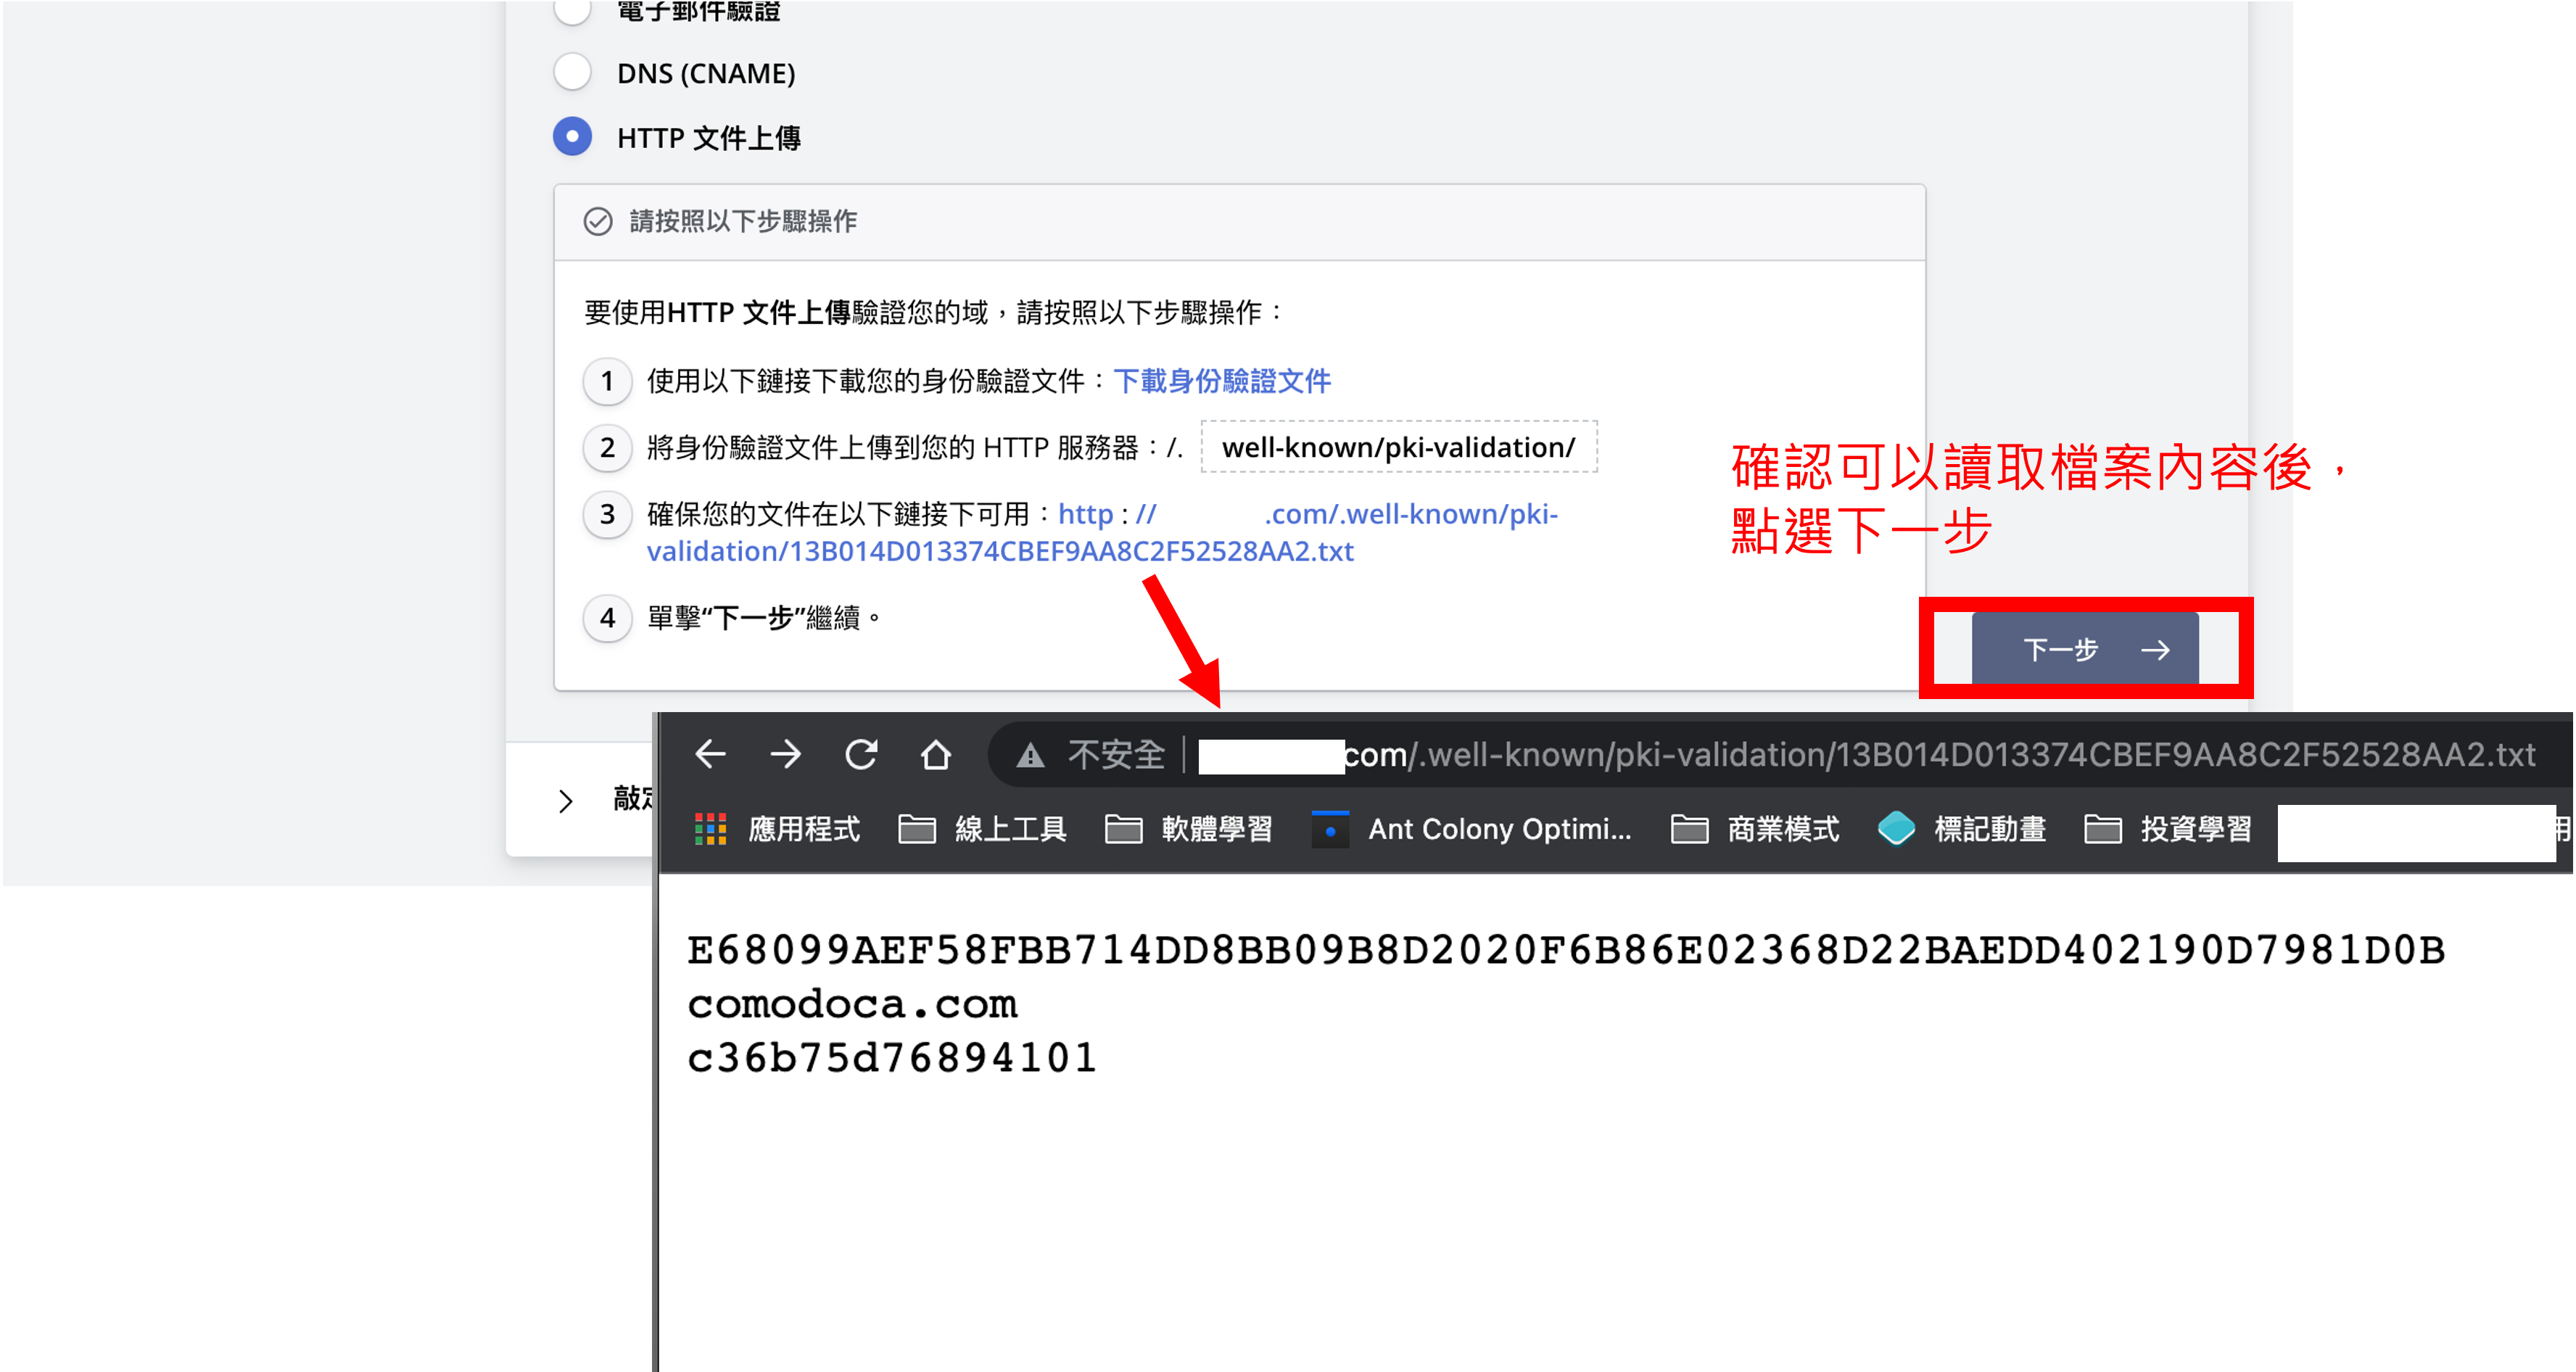 電子郵件驗證
DNS (CNAME)
HTTP 文件上傳
請按照以下步驟操作
要使用HTTP 文件上傳驗證您的域，請按照以下步驟操作：
1 使用以下鏈接下載您的身份驗證文件：下載身份驗證文件
2 將身份驗證文件上傳到您的 HTTP 服務器：/. well-known/pki-validation/
3 確保您的文件在以下鏈接下可用：http : // .com/.well-known/pki-
validation/13B014D013374CBEF9AA8C2F52528AA2.txt
4 單擊“下一步”繼續。
確認可以讀取檔案內容後，
點選下一步
下一步
敲定
不安全 com/.well-known/pki-validation/13B014D013374CBEF9AA8C2F52528AA2.txt
應用程式 線上工具 軟體學習 Ant Colony Optimi... 商業模式 標記動畫 投資學習 用
E68099AEF58FBB714DD8BB09B8D2020F6B86E02368D22BAEDD402190D7981D0B
comodoca.com
c36b75d76894101